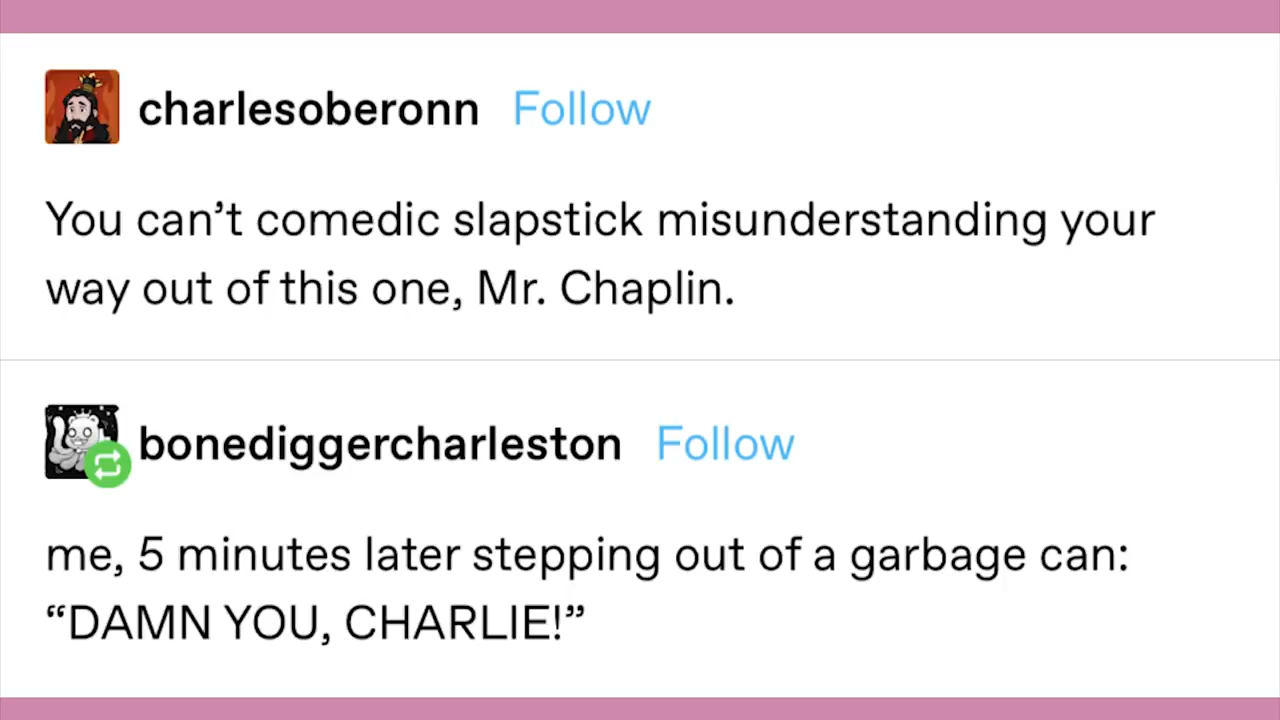 charlesoberonn Follow
You can’t comedic slapstick misunderstanding your
way out of this one, Mr. Chaplin.
bonediggercharleston Follow
me, 5 minutes later stepping out of a garbage can:
“DAMN YOU, CHARLIE!”